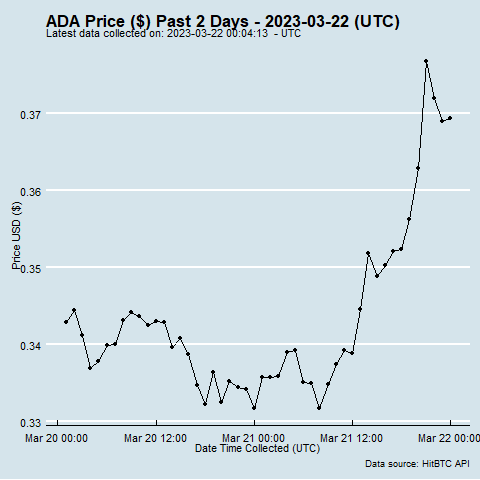 ADA Price ($) Past 2 Days - 2023-03-22 (UTC)
Latest data collected on: 2023-03-22 00:04:13 - UTC
0.37
0.36
Price USD ($)
0.35
0.34
0.33
Mar 20 00:00 Mar 20 12:00 Mar 21 00:00 Mar 21 12:00 Mar 22 00:00
Date Time Collected (UTC)
Data source: HitBTC API